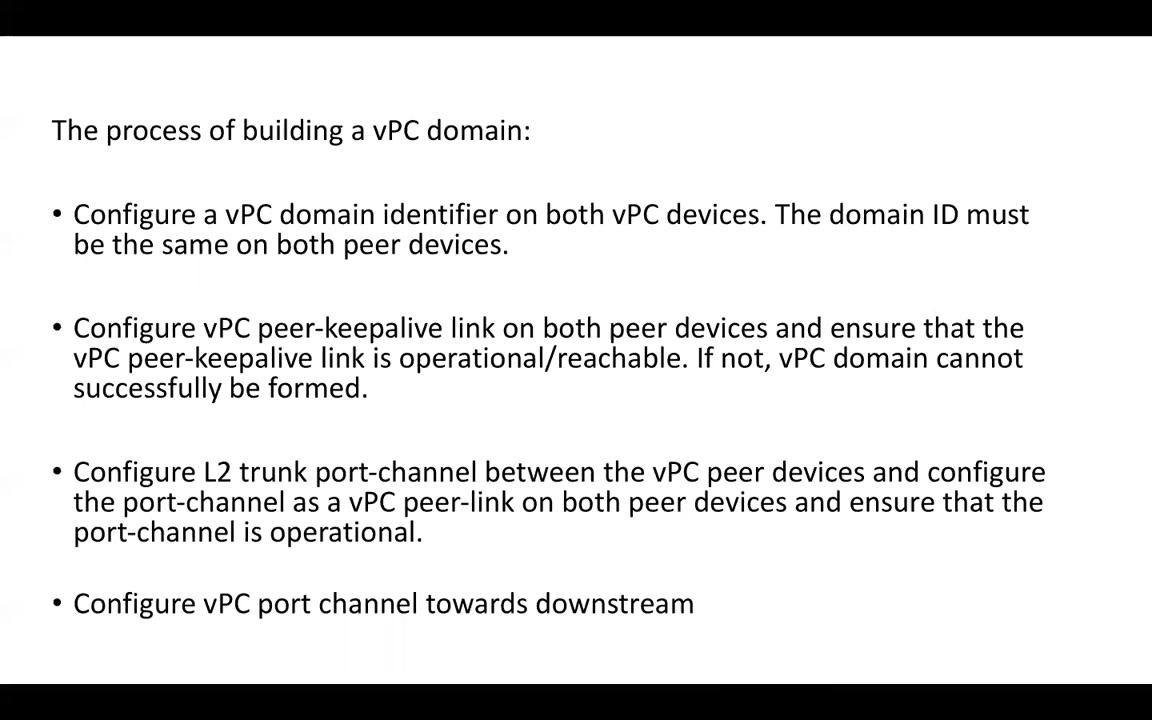 The process of building a vPC domain:
• Configure a vPC domain identifier on both vPC devices. The domain ID must
be the same on both peer devices.
• Configure vPC peer-keepalive link on both peer devices and ensure that the
vPC peer-keepalive link is operational/reachable. If not, vPC domain cannot
successfully be formed.
• Configure L2 trunk port-channel between the vPC peer devices and configure
the port-channel as a vPC peer-link on both peer devices and ensure that the
port-channel is operational.
• Configure vPC port channel towards downstream